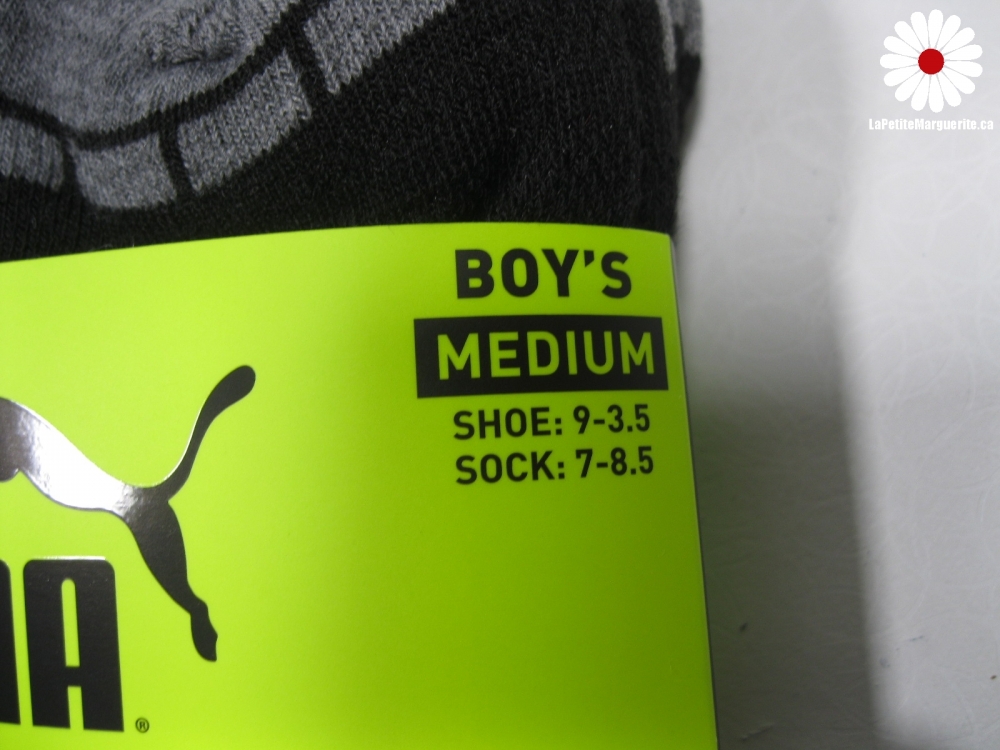 LaPetiteMarguerite.ca
BOY'S
MEDIUM
SHOE: 9-3.5
SOCK: 7-8.5
®